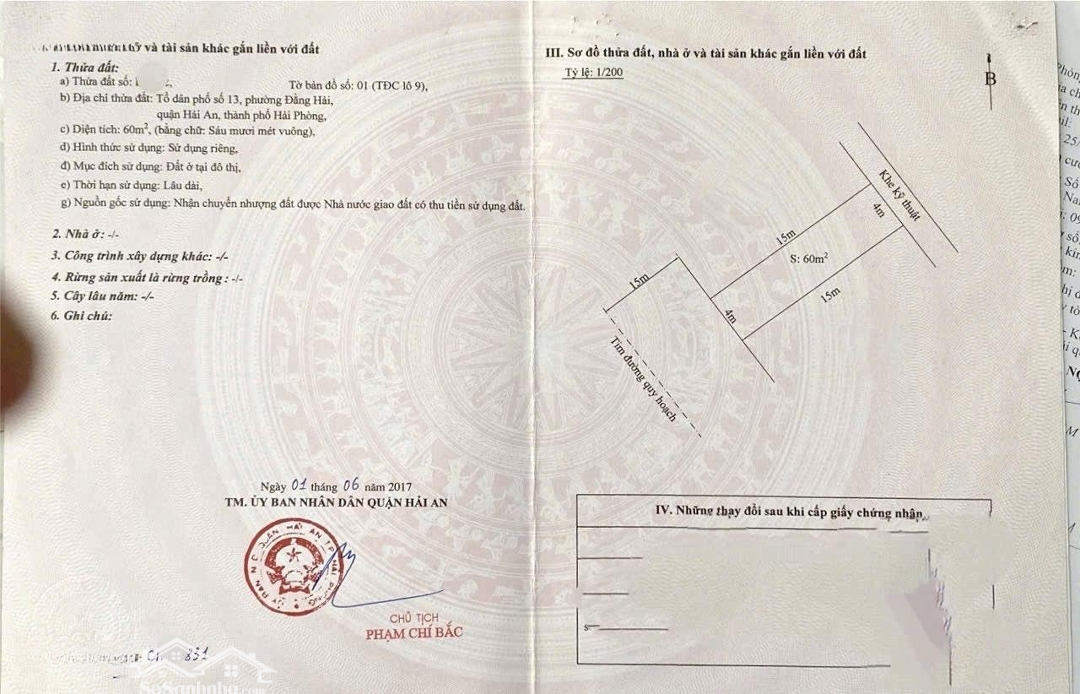 và tài sản khác gắn liền với đất
1. Thửa đất:
a) Thửa đất số: Tờ bản đồ số: 01 (TĐC lô 9),
b) Địa chỉ thửa đất: Tổ dân phố số 13, phường Đằng Hải,
quận Hải An, thành phố Hải Phòng,
c) Diện tích: 60m², (bằng chữ: Sáu mươi mét vuông),
d) Hình thức sử dụng: Sử dụng riêng,
đ) Mục đích sử dụng: Đất ở tại đô thị,
e) Thời hạn sử dụng: Lâu dài,
g) Nguồn gốc sử dụng: Nhận chuyển nhượng đất được Nhà nước giao đất có thu tiền sử dụng đất.
2. Nhà ở: -/-
3. Công trình xây dựng khác: -/-
4. Rừng sản xuất là rừng trồng : -/-
5. Cây lâu năm: -/-
6. Ghi chú:
Ngày 01 tháng 06 năm 2017
TM. ỦY BAN NHÂN DÂN QUẬN HẢI AN
CHỦ TỊCH
PHẠM CHÍ BẮC
III. Sơ đồ thửa đất, nhà ở và tài sản khác gắn liền với đất
Tỷ lệ: 1/200
B
Khe kỹ thuật
4m
15m
S: 60m²
15m
15m
4m
Tim đường quy hoạch
IV. Những thay đổi sau khi cấp giấy chứng nhận